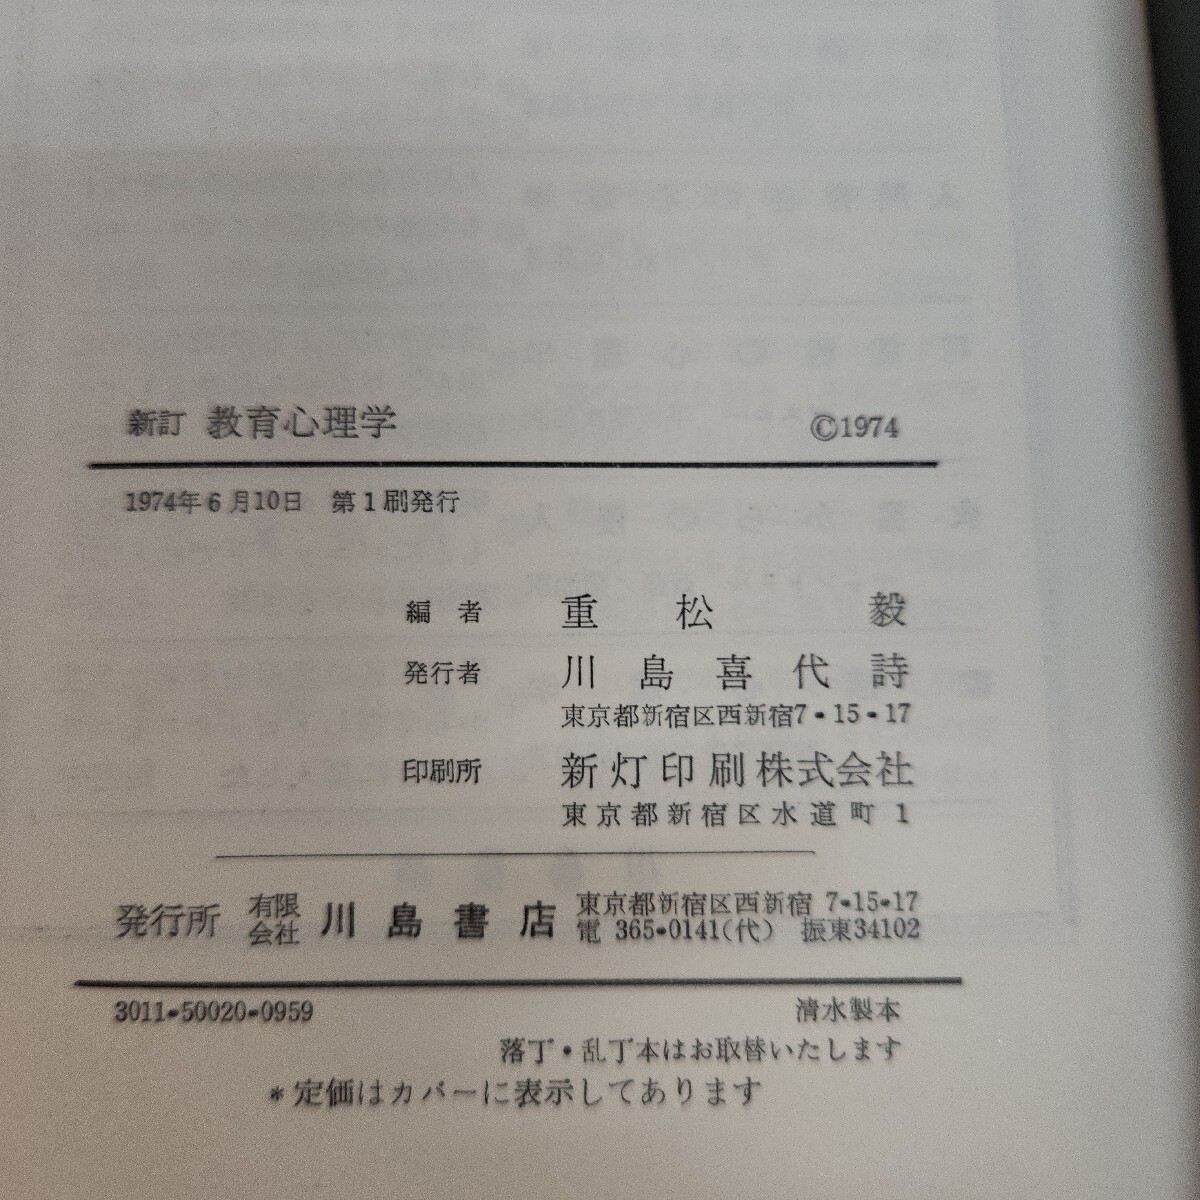 新訂 教育心理学 ©1974
1974年6月10日 第1刷発行
編者 重松 毅
発行者 川島喜代詩
東京都新宿区西新宿7・15・17
印刷所 新灯印刷株式会社
東京都新宿区水道町1
発行所 有限会社 川島書店 東京都新宿区西新宿 7・15・17
電 365・0141(代) 振東34102
3011・50020・0959 清水製本
落丁・乱丁本はお取替いたします
*定価はカバーに表示してあります